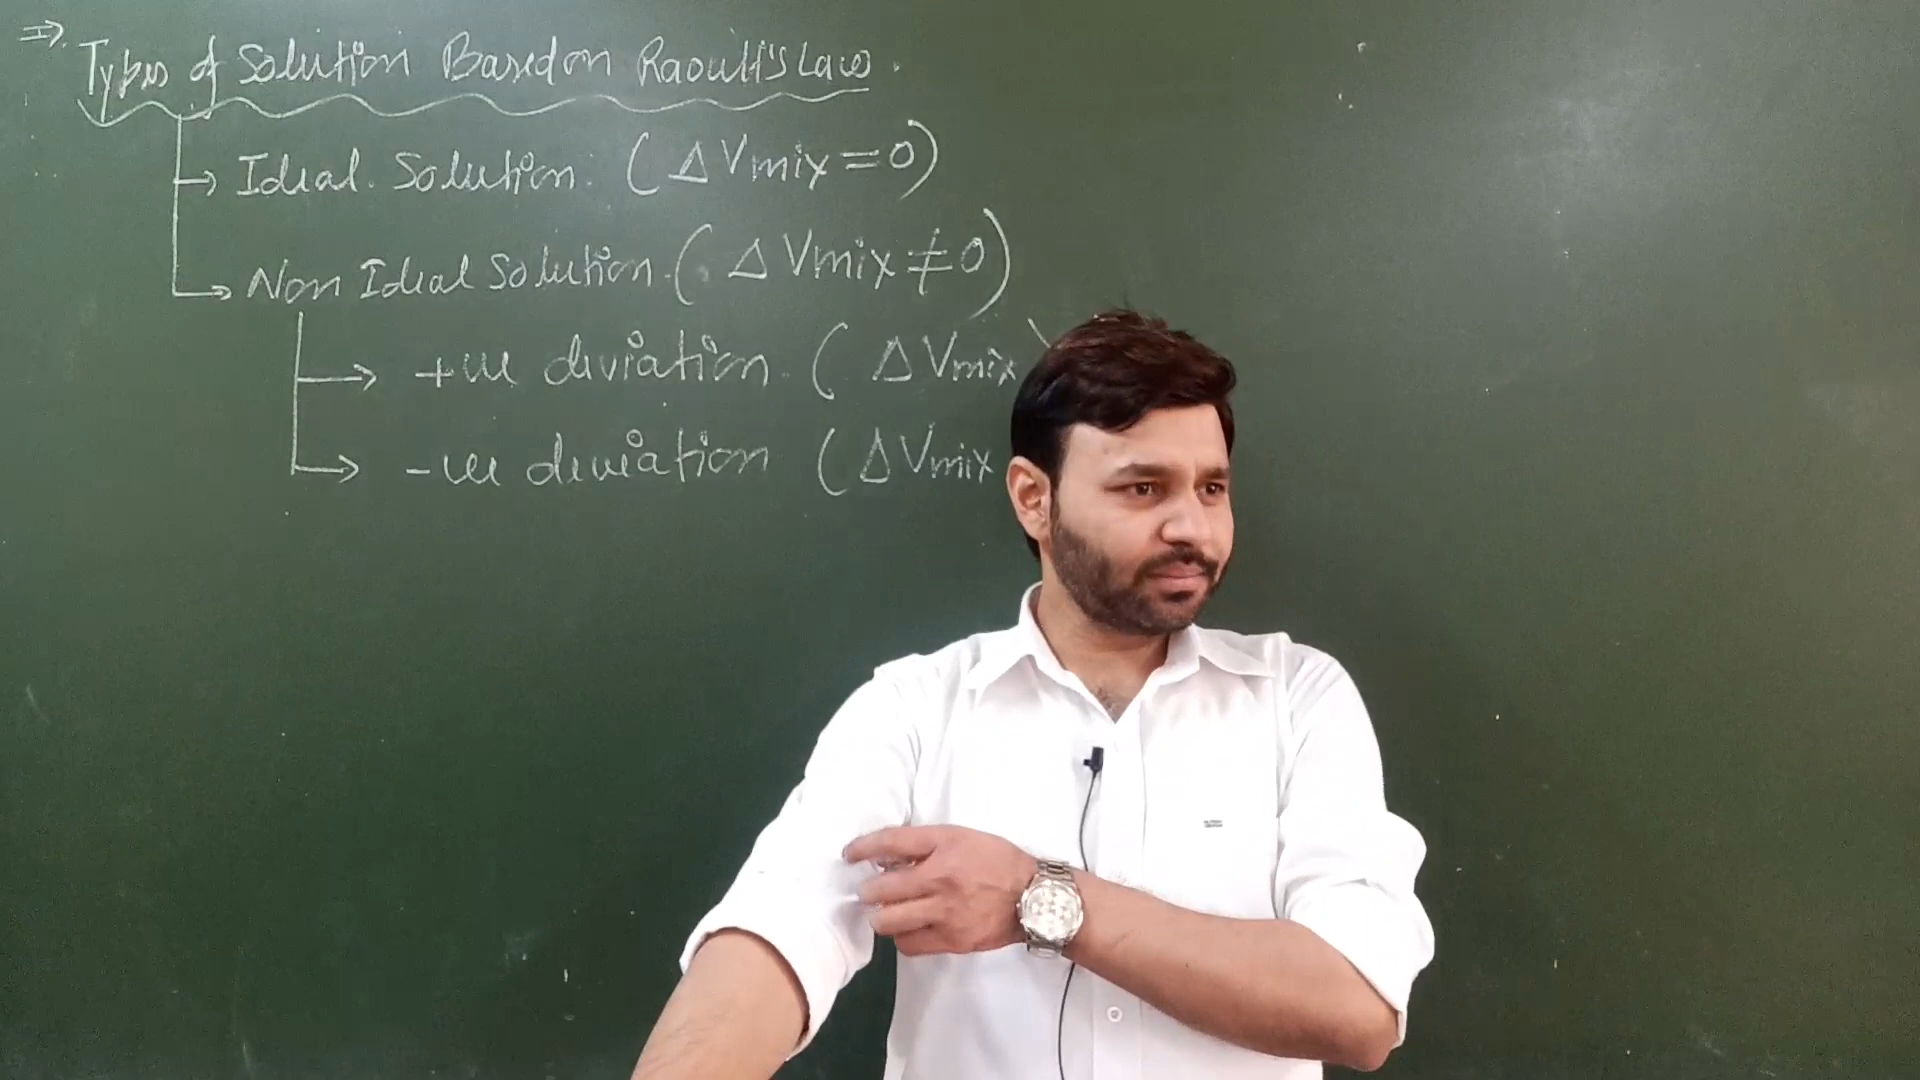 ⇒ Types of Solution Based on Raoult's Law.
→ Ideal. Solution. (ΔVmix = 0)
→ Non Ideal Solution. (ΔVmix ≠ 0)
→ +ve deviation. (ΔVmix
→ -ve deviation (ΔVmix